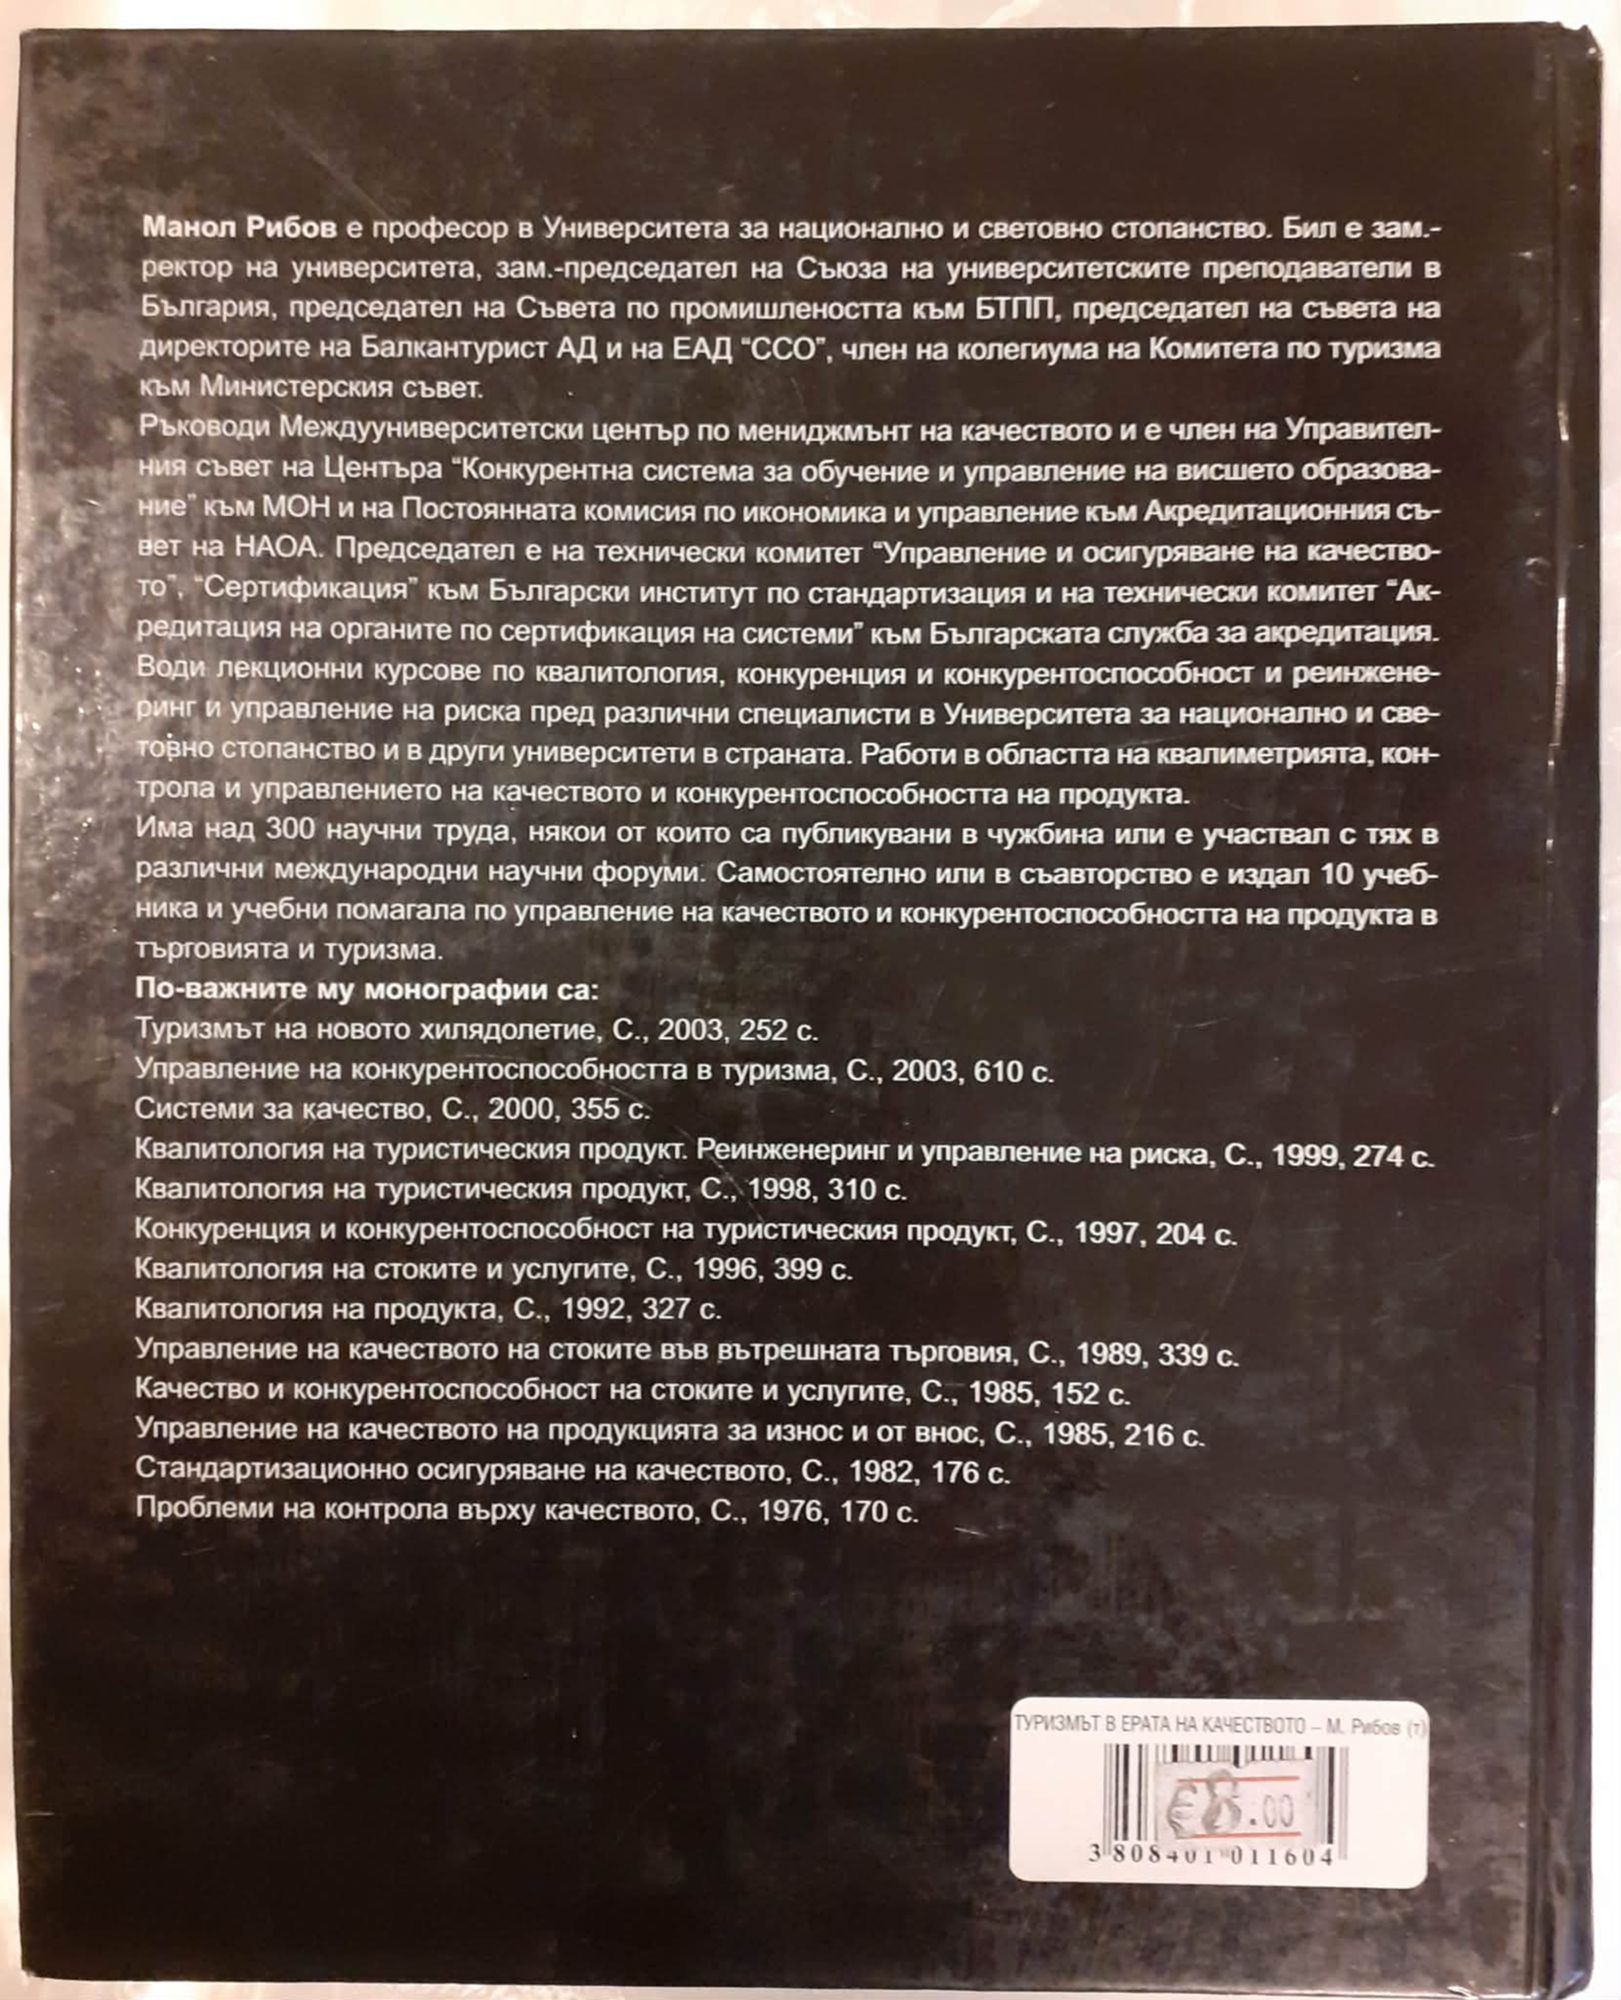 Манол Рибов е професор в Университета за национално и световно стопанство. Бил е зам.-
ректор на университета, зам.-председател на Съюза на университетските преподаватели в
България, председател на Съвета по промишлеността към БТПП, председател на съвета на
директорите на Балкантурист АД и на ЕАД “ССО”, член на колегиума на Комитета по туризма
към Министерския съвет.
Ръководи Междууниверситетски център по мениджмънт на качеството и е член на Управител-
ния съвет на Центъра “Конкурентна система за обучение и управление на висшето образова-
ние” към МОН и на Постоянната комисия по икономика и управление към Акредитационния съ-
вет на НАОА. Председател е на технически комитет “Управление и осигуряване на качество-
то”, “Сертификация” към Български институт по стандартизация и на технически комитет “Ак-
редитация на органите по сертификация на системи” към Българската служба за акредитация.
Води лекционни курсове по квалитология, конкуренция и конкурентоспособност и реинжене-
ринг и управление на риска пред различни специалисти в Университета за национално и све-
товно стопанство и в други университети в страната. Работи в областта на квалиметрията, кон-
трола и управлението на качеството и конкурентоспособността на продукта.
Има над 300 научни труда, някои от които са публикувани в чужбина или е участвал с тях в
различни международни научни форуми. Самостоятелно или в съавторство е издал 10 учеб-
ника и учебни помагала по управление на качеството и конкурентоспособността на продукта в
търговията и туризма.
По-важните му монографии са:
Туризмът на новото хилядолетие, С., 2003, 252 с.
Управление на конкурентоспособността в туризма, С., 2003, 610 с.
Системи за качество, С., 2000, 355 с.
Квалитология на туристическия продукт. Реинженеринг и управление на риска, С., 1999, 274 с.
Квалитология на туристическия продукт, С., 1998, 310 с.
Конкуренция и конкурентоспособност на туристическия продукт, С., 1997, 204 с.
Квалитология на стоките и услугите, С., 1996, 399 с.
Квалитология на продукта, С., 1992, 327 с.
Управление на качеството на стоките във вътрешната търговия, С., 1989, 339 с.
Качество и конкурентоспособност на стоките и услугите, С., 1985, 152 с.
Управление на качеството на продукцията за износ и от внос, С., 1985, 216 с.
Стандартизационно осигуряване на качеството, С., 1982, 176 с.
Проблеми на контрола върху качеството, С., 1976, 170 с.
ТУРИЗМЪТ В ЕРАТА НА КАЧЕСТВОТО – М. Рибов (т)
€8.00
3 808401 011604